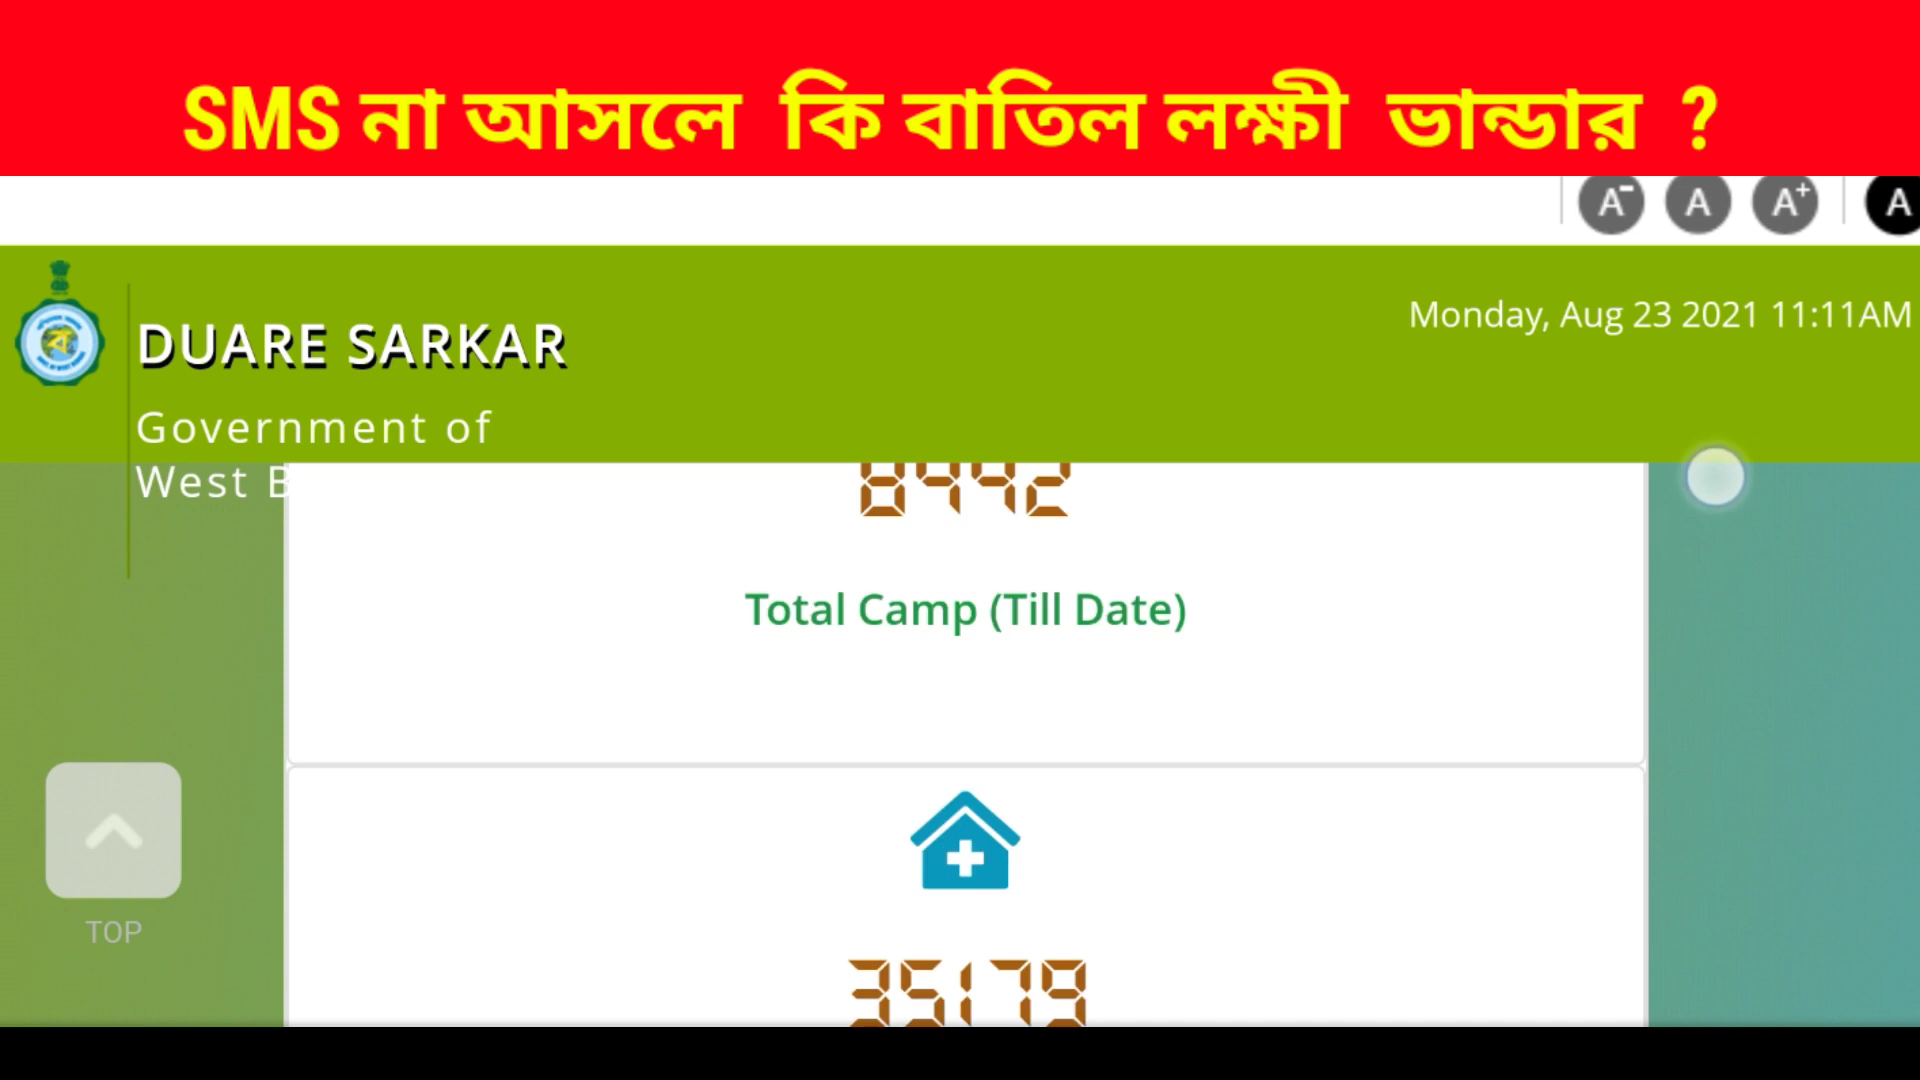 SMS না আসলে কি বাতিল লক্ষী ভান্ডার ?
A- A A+ A
DUARE SARKAR
Monday, Aug 23 2021 11:11AM
Government of
West B
Total Camp (Till Date)
TOP
35179